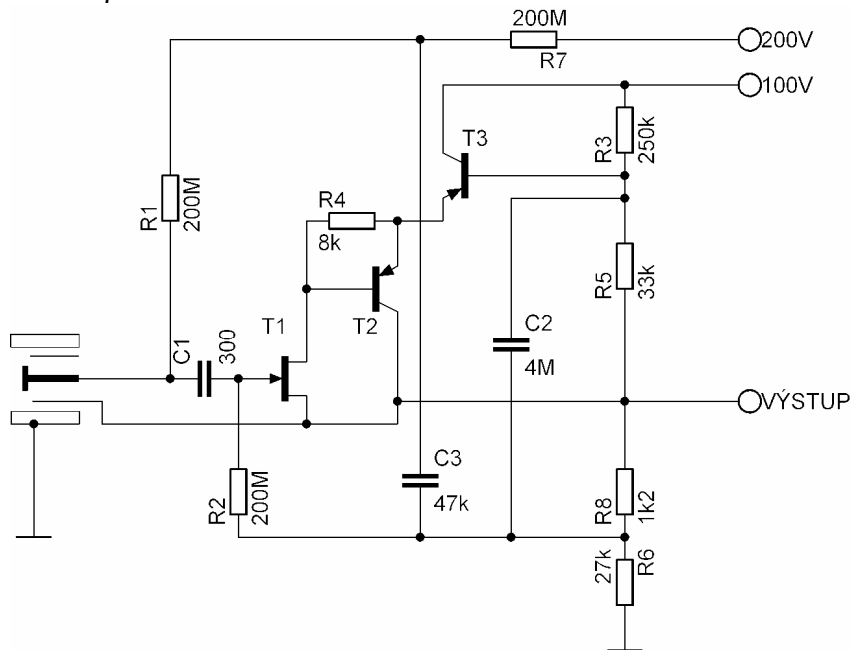 200M
R7
200V
100V
T3
R3
250k
R1
200M
R4
8k
R5
33k
T1
T2
C1
300
C2
4M
VÝSTUP
C3
47k
R2
200M
R8
1k2
27k
R6